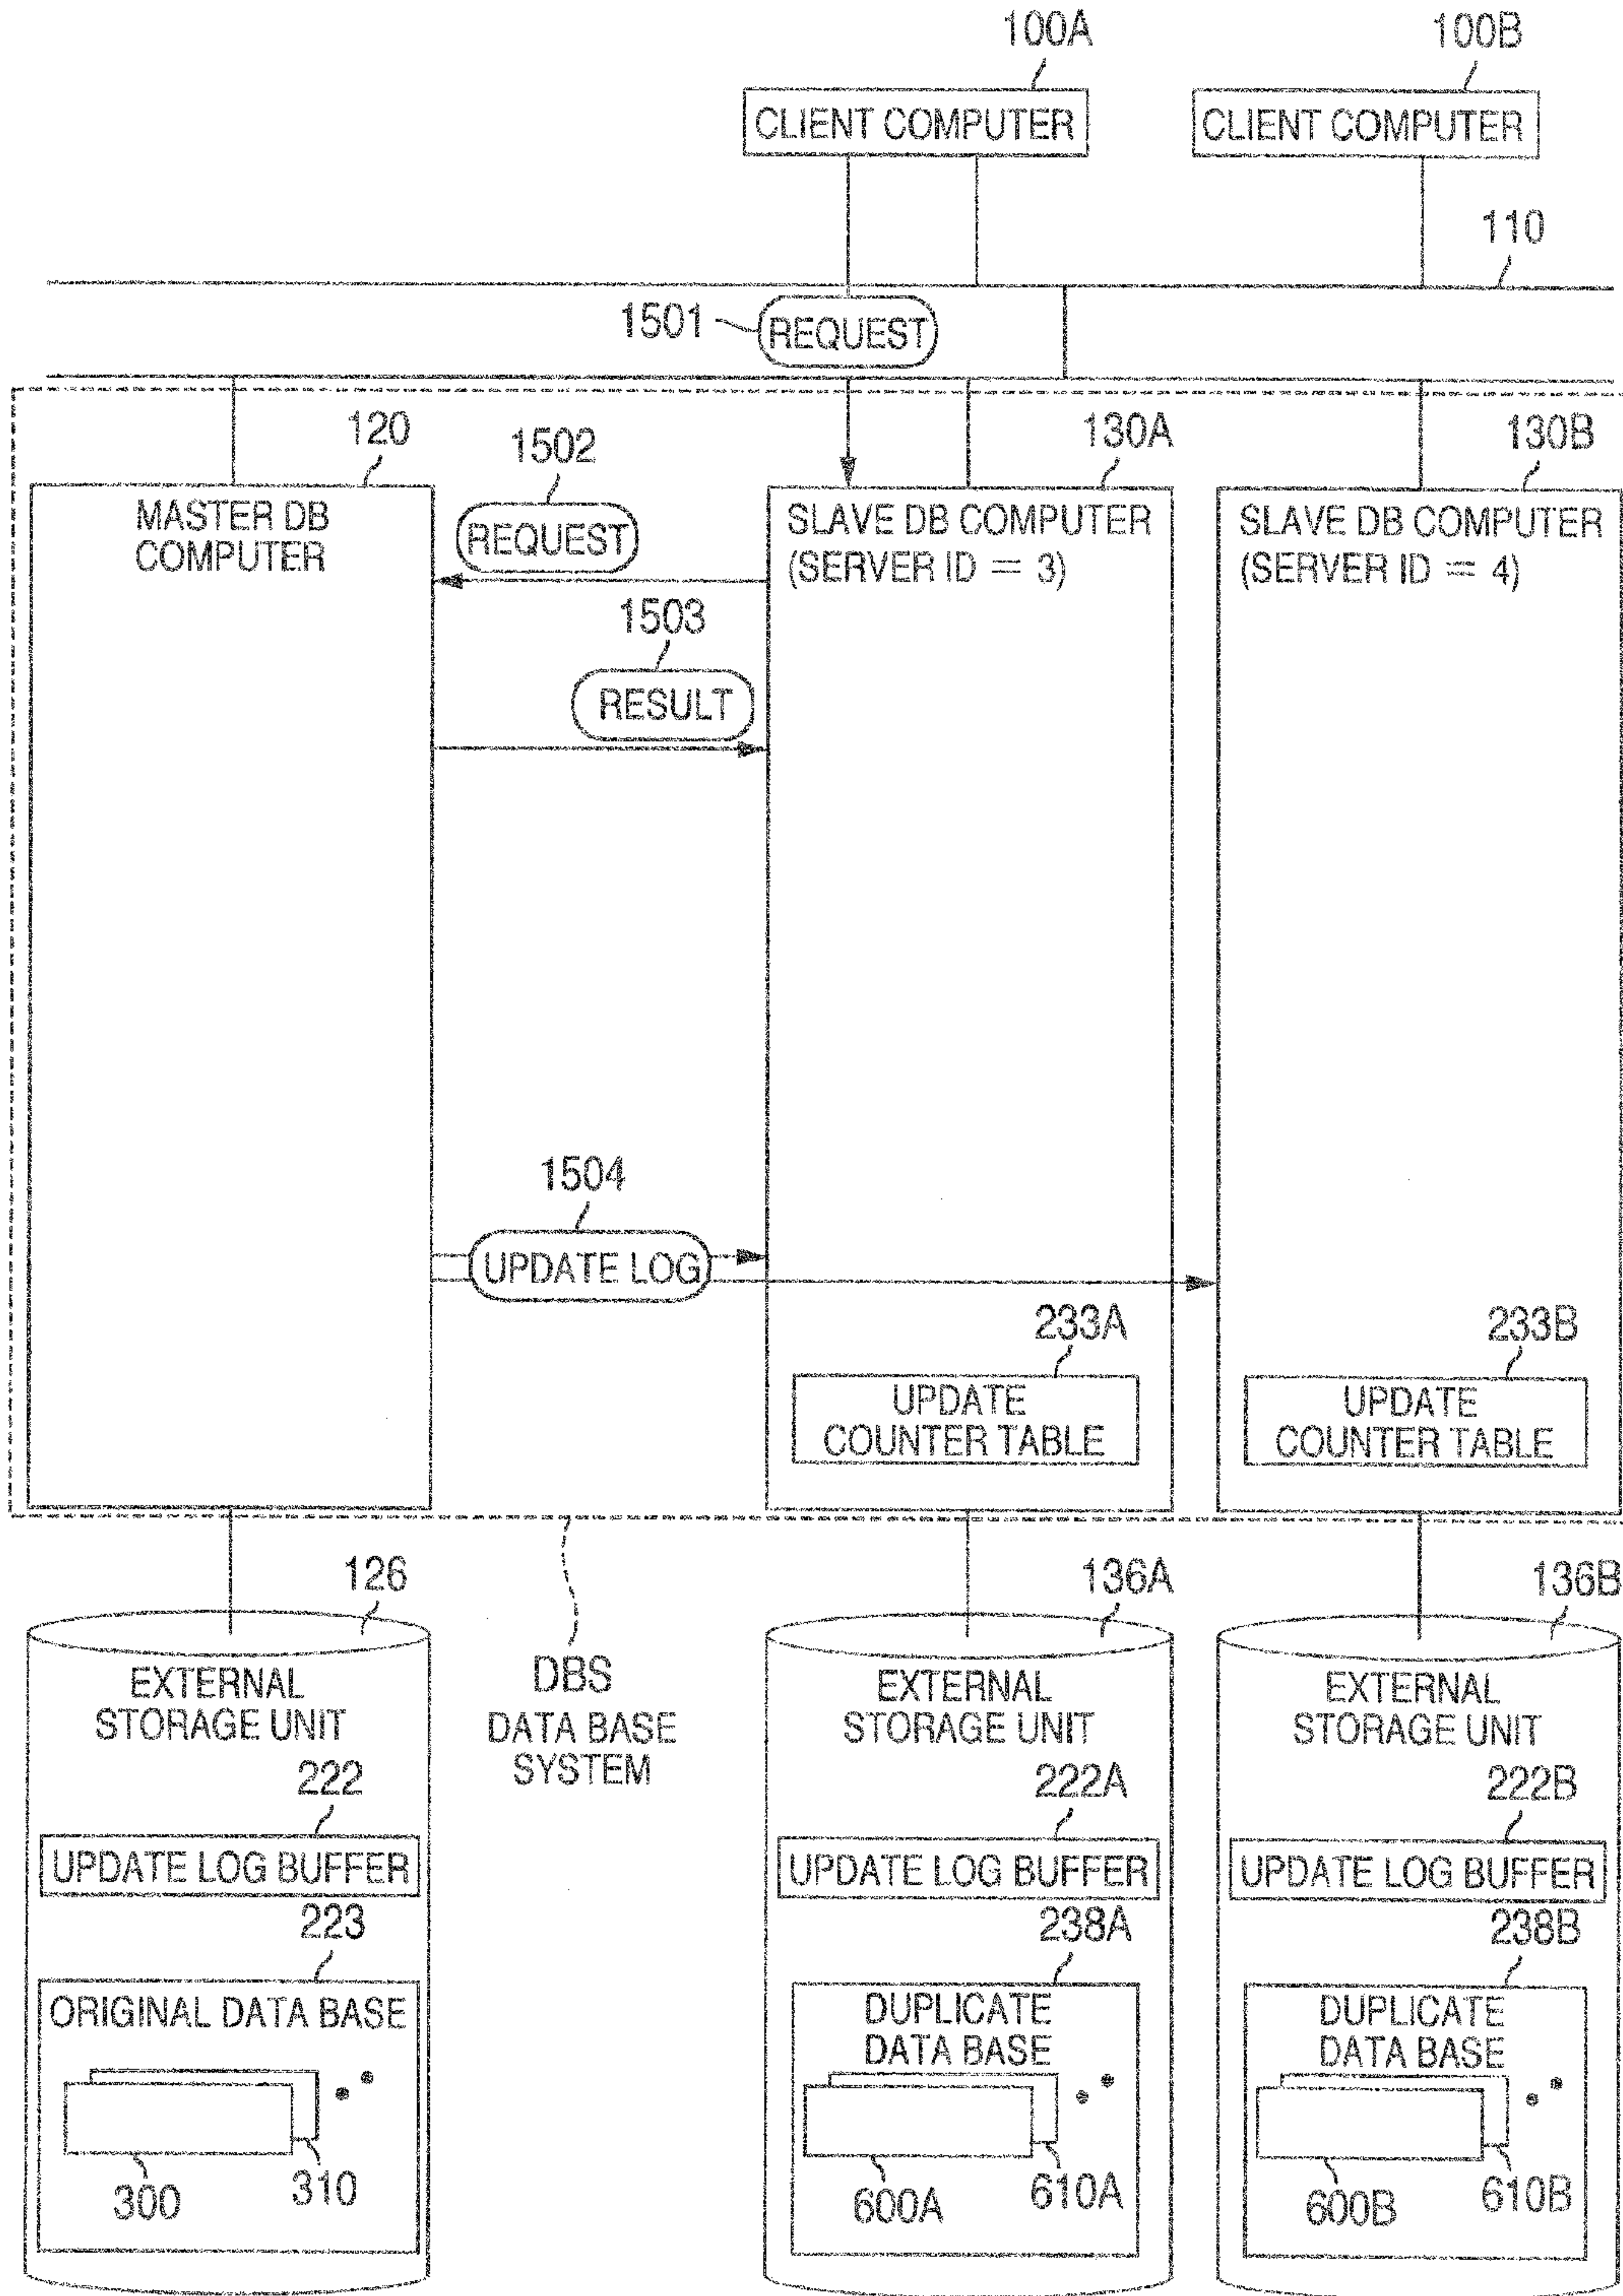 100A
100B
CLIENT COMPUTER
CLIENT COMPUTER
110
1501
REQUEST
120
1502
130A
130B
MASTER DB
COMPUTER
REQUEST
SLAVE DB COMPUTER
(SERVER ID = 3)
SLAVE DB COMPUTER
(SERVER ID = 4)
1503
RESULT
1504
UPDATE LOG
233A
233B
UPDATE
COUNTER TABLE
UPDATE
COUNTER TABLE
126
136A
136B
EXTERNAL
STORAGE UNIT
DBS
DATA BASE
SYSTEM
EXTERNAL
STORAGE UNIT
EXTERNAL
STORAGE UNIT
222
222A
222B
UPDATE LOG BUFFER
UPDATE LOG BUFFER
UPDATE LOG BUFFER
223
238A
238B
ORIGINAL DATA BASE
DUPLICATE
DATA BASE
DUPLICATE
DATA BASE
300
310
600A
610A
600B
610B